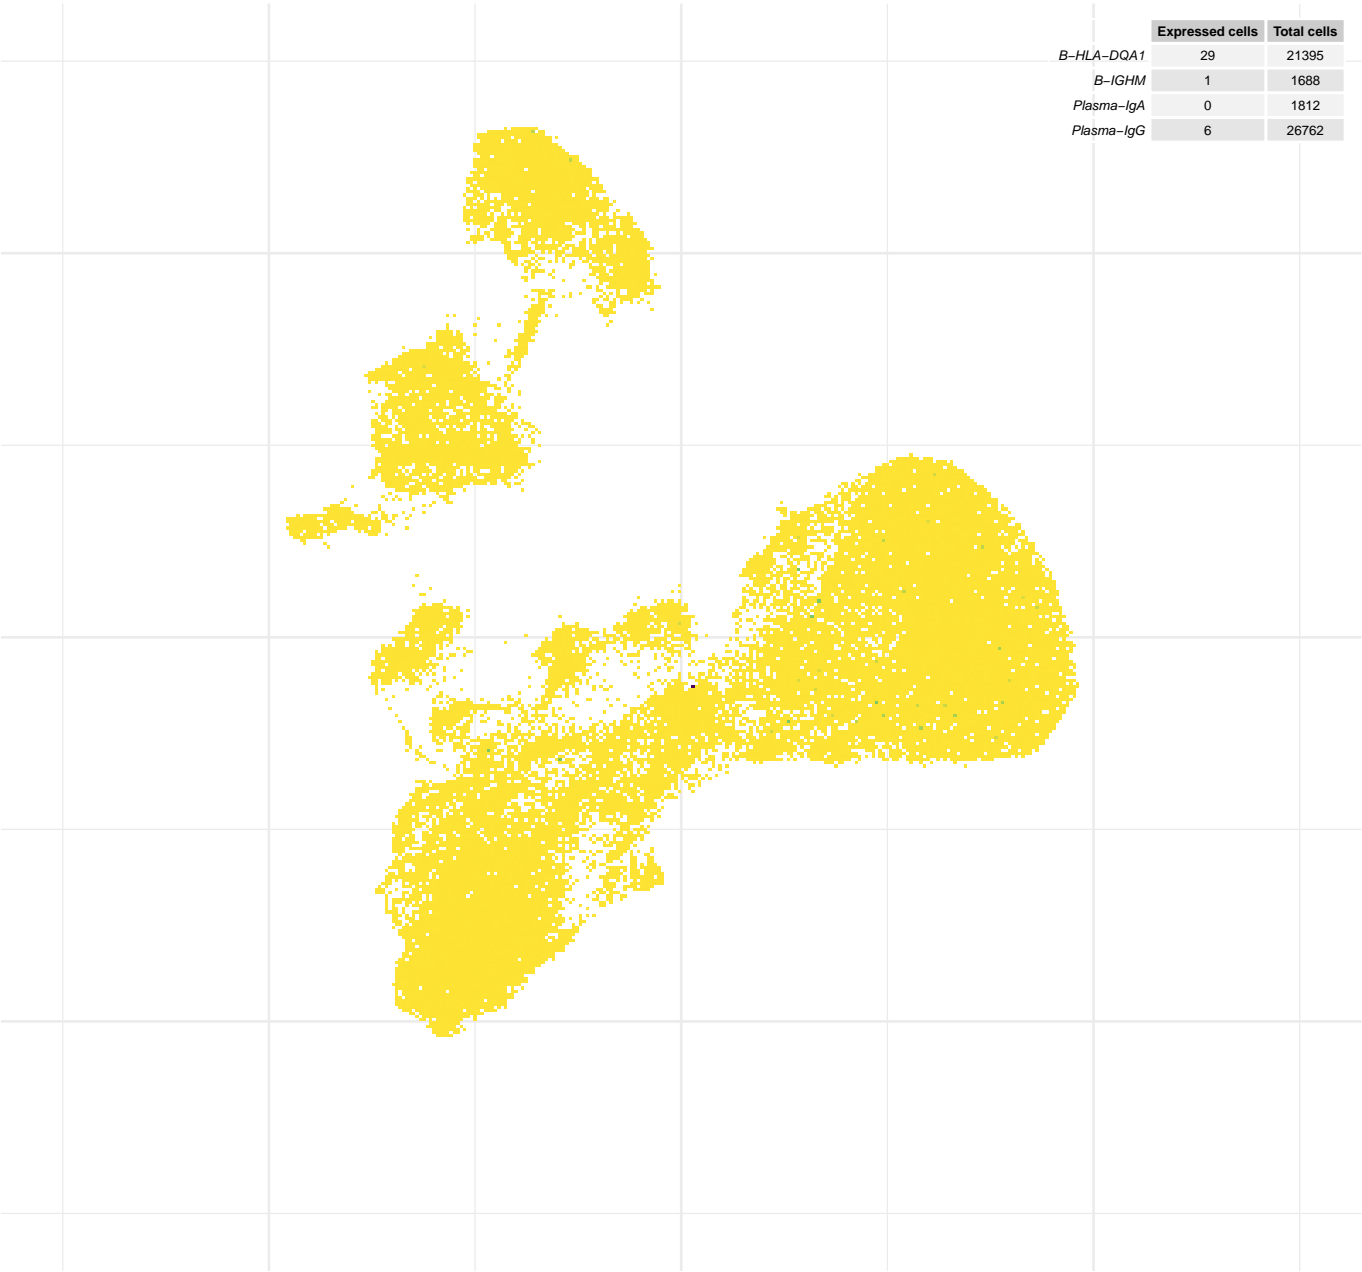 Expressed cells Total cells
B−HLA−DQA1 29 21395
B−IGHM 1 1688
Plasma−IgA 0 1812
Plasma−IgG 6 26762